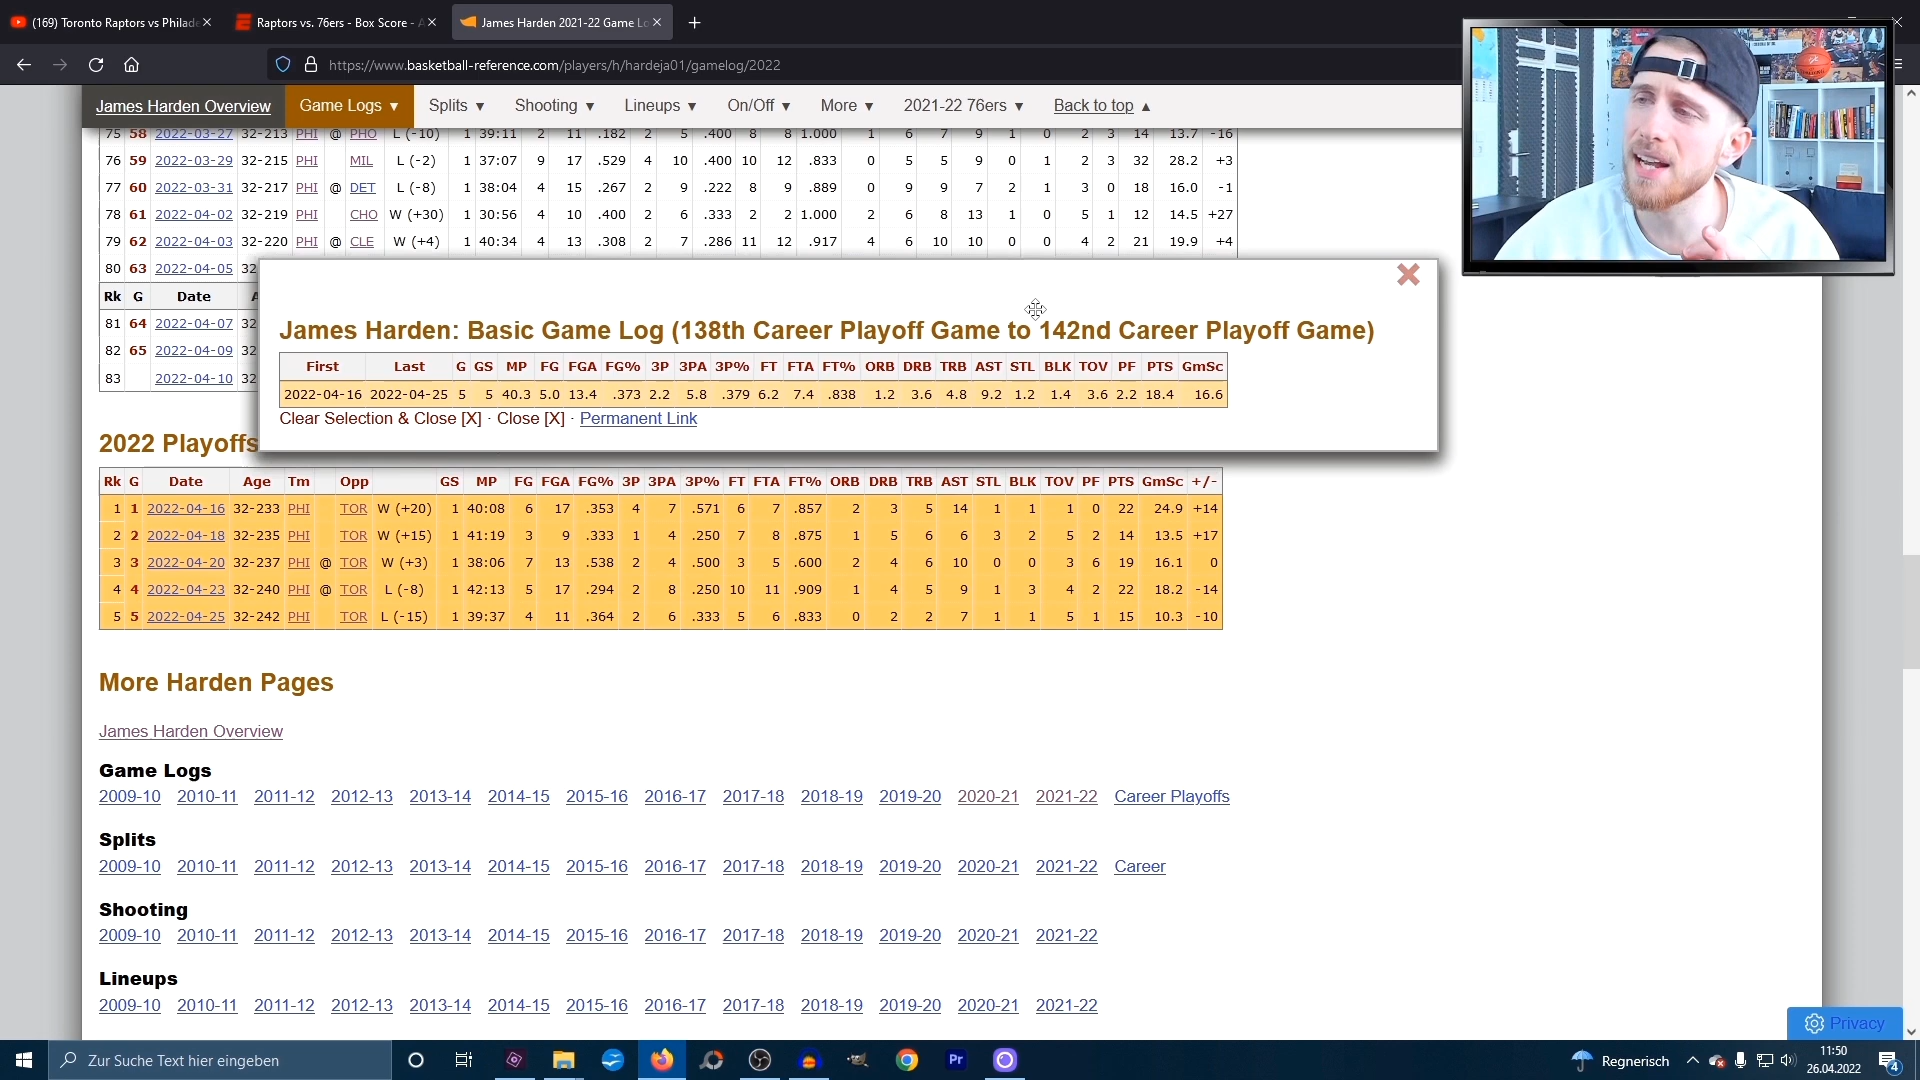 (169) Toronto Raptors vs Philade
Raptors vs. 76ers - Box Score - A
James Harden 2021-22 Game Lo
https://www.basketball-reference.com/players/h/hardeja01/gamelog/2022
James Harden Overview Game Logs ▼ Splits ▼ Shooting ▼ Lineups ▼ On/Off ▼ More ▼ 2021-22 76ers ▼ Back to top ▲
75 58 2022-03-27 32-213 PHI @ PHO L (-10) 1 39:11 2 11 .182 2 5 .400 8 8 1.000 1 6 7 9 1 0 2 3 14 13.7 -16
76 59 2022-03-29 32-215 PHI MIL L (-2) 1 37:07 9 17 .529 4 10 .400 10 12 .833 0 5 5 9 0 1 2 3 32 28.2 +3
77 60 2022-03-31 32-217 PHI @ DET L (-8) 1 38:04 4 15 .267 2 9 .222 8 9 .889 0 9 9 7 2 1 3 0 18 16.0 -1
78 61 2022-04-02 32-219 PHI CHO W (+30) 1 30:56 4 10 .400 2 6 .333 2 2 1.000 2 6 8 13 1 0 5 1 12 14.5 +27
79 62 2022-04-03 32-220 PHI @ CLE W (+4) 1 40:34 4 13 .308 2 7 .286 11 12 .917 4 6 10 10 0 0 4 2 21 19.9 +4
80 63 2022-04-05 32
Rk G Date A
81 64 2022-04-07 32
82 65 2022-04-09 32
83 2022-04-10 32
James Harden: Basic Game Log (138th Career Playoff Game to 142nd Career Playoff Game)
First Last G GS MP FG FGA FG% 3P 3PA 3P% FT FTA FT% ORB DRB TRB AST STL BLK TOV PF PTS GmSc
2022-04-16 2022-04-25 5 5 40.3 5.0 13.4 .373 2.2 5.8 .379 6.2 7.4 .838 1.2 3.6 4.8 9.2 1.2 1.4 3.6 2.2 18.4 16.6
Clear Selection & Close [X] · Close [X] · Permanent Link
2022 Playoffs
Rk G Date Age Tm Opp GS MP FG FGA FG% 3P 3PA 3P% FT FTA FT% ORB DRB TRB AST STL BLK TOV PF PTS GmSc +/-
1 1 2022-04-16 32-233 PHI TOR W (+20) 1 40:08 6 17 .353 4 7 .571 6 7 .857 2 3 5 14 1 1 1 0 22 24.9 +14
2 2 2022-04-18 32-235 PHI TOR W (+15) 1 41:19 3 9 .333 1 4 .250 7 8 .875 1 5 6 6 3 2 5 2 14 13.5 +17
3 3 2022-04-20 32-237 PHI @ TOR W (+3) 1 38:06 7 13 .538 2 4 .500 3 5 .600 2 4 6 10 0 0 3 6 19 16.1 0
4 4 2022-04-23 32-240 PHI @ TOR L (-8) 1 42:13 5 17 .294 2 8 .250 10 11 .909 1 4 5 9 1 3 4 2 22 18.2 -14
5 5 2022-04-25 32-242 PHI TOR L (-15) 1 39:37 4 11 .364 2 6 .333 5 6 .833 0 2 2 7 1 1 5 1 15 10.3 -10
More Harden Pages
James Harden Overview
Game Logs
2009-10 2010-11 2011-12 2012-13 2013-14 2014-15 2015-16 2016-17 2017-18 2018-19 2019-20 2020-21 2021-22 Career Playoffs
Splits
2009-10 2010-11 2011-12 2012-13 2013-14 2014-15 2015-16 2016-17 2017-18 2018-19 2019-20 2020-21 2021-22 Career
Shooting
2009-10 2010-11 2011-12 2012-13 2013-14 2014-15 2015-16 2016-17 2017-18 2018-19 2019-20 2020-21 2021-22
Lineups
2009-10 2010-11 2011-12 2012-13 2013-14 2014-15 2015-16 2016-17 2017-18 2018-19 2019-20 2020-21 2021-22
Privacy
Zur Suche Text hier eingeben
Pr
Regnerisch
11:50
26.04.2022
4